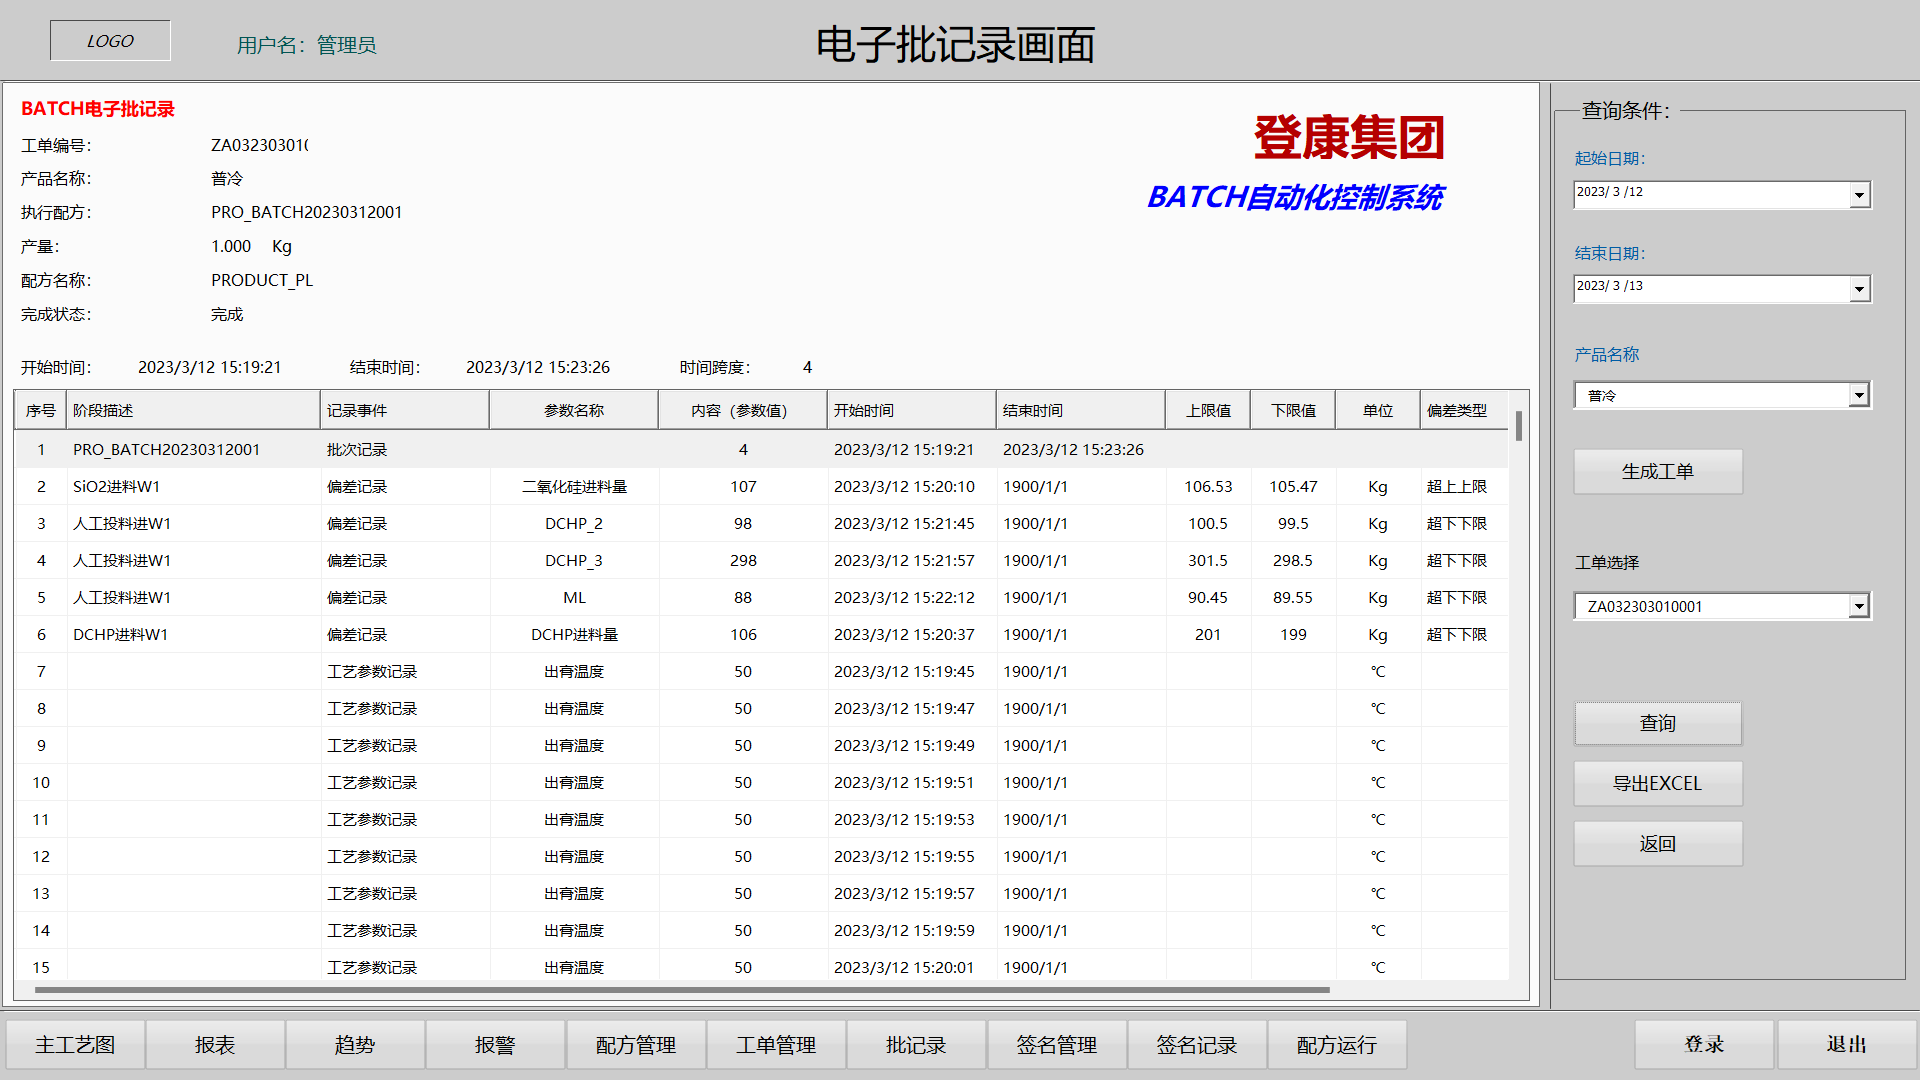 LOGO
用户名：管理员
电子批记录画面
BATCH电子批记录
登康集团
BATCH自动化控制系统
工单编号： ZA03230301
产品名称： 普冷
执行配方： PRO_BATCH20230312001
产量： 1.000 Kg
配方名称： PRODUCT_PL
完成状态： 完成
开始时间： 2023/3/12 15:19:21 结束时间： 2023/3/12 15:23:26 时间跨度： 4
序号 阶段描述 记录事件 参数名称 内容（参数值） 开始时间 结束时间 上限值 下限值 单位 偏差类型
1 PRO_BATCH20230312001 批次记录 4 2023/3/12 15:19:21 2023/3/12 15:23:26
2 SiO2进料W1 偏差记录 二氧化硅进料量 107 2023/3/12 15:20:10 1900/1/1 106.53 105.47 Kg 超上上限
3 人工投料进W1 偏差记录 DCHP_2 98 2023/3/12 15:21:45 1900/1/1 100.5 99.5 Kg 超下下限
4 人工投料进W1 偏差记录 DCHP_3 298 2023/3/12 15:21:57 1900/1/1 301.5 298.5 Kg 超下下限
5 人工投料进W1 偏差记录 ML 88 2023/3/12 15:22:12 1900/1/1 90.45 89.55 Kg 超下下限
6 DCHP进料W1 偏差记录 DCHP进料量 106 2023/3/12 15:20:37 1900/1/1 201 199 Kg 超下下限
7 工艺参数记录 出膏温度 50 2023/3/12 15:19:45 1900/1/1 ℃
8 工艺参数记录 出膏温度 50 2023/3/12 15:19:47 1900/1/1 ℃
9 工艺参数记录 出膏温度 50 2023/3/12 15:19:49 1900/1/1 ℃
10 工艺参数记录 出膏温度 50 2023/3/12 15:19:51 1900/1/1 ℃
11 工艺参数记录 出膏温度 50 2023/3/12 15:19:53 1900/1/1 ℃
12 工艺参数记录 出膏温度 50 2023/3/12 15:19:55 1900/1/1 ℃
13 工艺参数记录 出膏温度 50 2023/3/12 15:19:57 1900/1/1 ℃
14 工艺参数记录 出膏温度 50 2023/3/12 15:19:59 1900/1/1 ℃
15 工艺参数记录 出膏温度 50 2023/3/12 15:20:01 1900/1/1 ℃
查询条件：
起始日期：
2023/ 3 /12
结束日期：
2023/ 3 /13
产品名称
普冷
生成工单
工单选择
ZA032303010001
查询
导出EXCEL
返回
主工艺图 报表 趋势 报警 配方管理 工单管理 批记录 签名管理 签名记录 配方运行 登录 退出